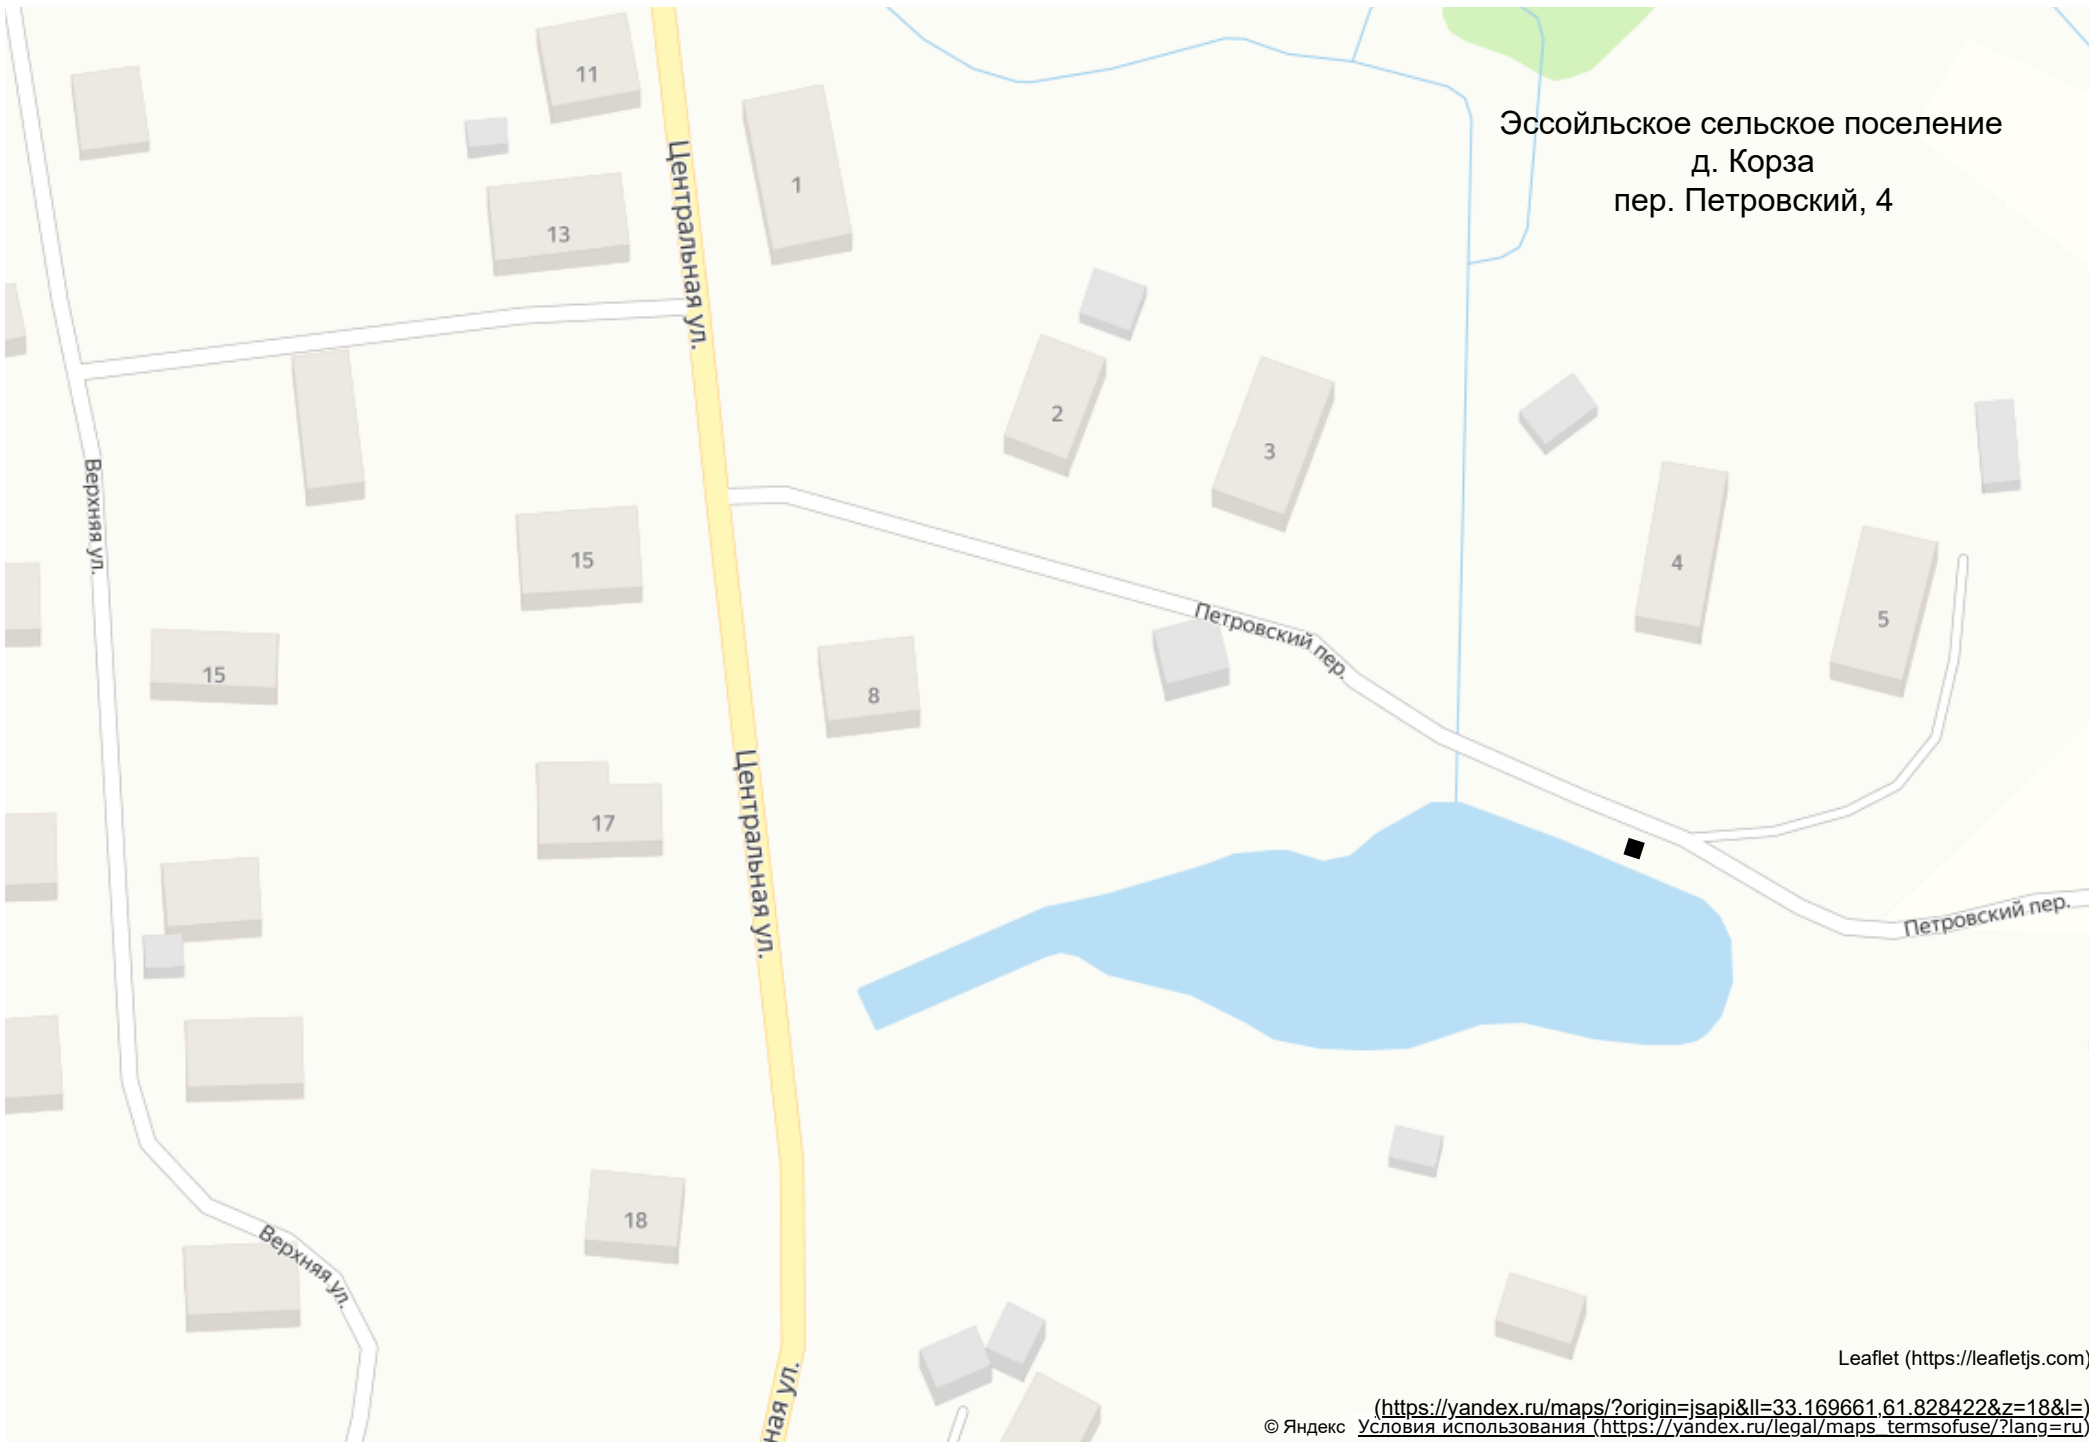 11
Эссойльское сельское поселение
д. Корза
пер. Петровский, 4
Центральная ул.
1
13
2
3
Верхняя ул.
15
4
5
Петровский пер.
15
8
Центральная ул.
17
Петровский пер.
18
Верхняя ул.
ная ул.
Leaflet (https://leafletjs.com)
(https://yandex.ru/maps/?origin=jsapi&ll=33.169661,61.828422&z=18&l=)
© Яндекс Условия использования (https://yandex.ru/legal/maps_termsofuse/?lang=ru)